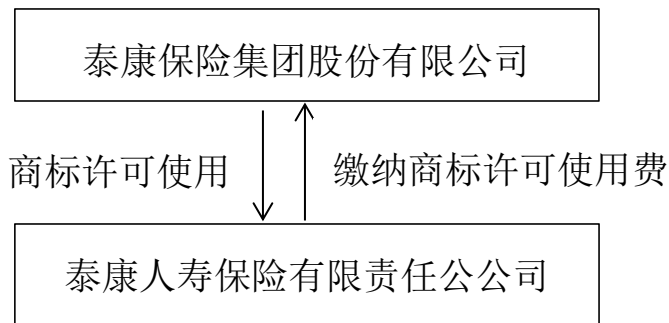 泰康保险集团股份有限公司
商标许可使用
缴纳商标许可使用费
泰康人寿保险有限责任公公司